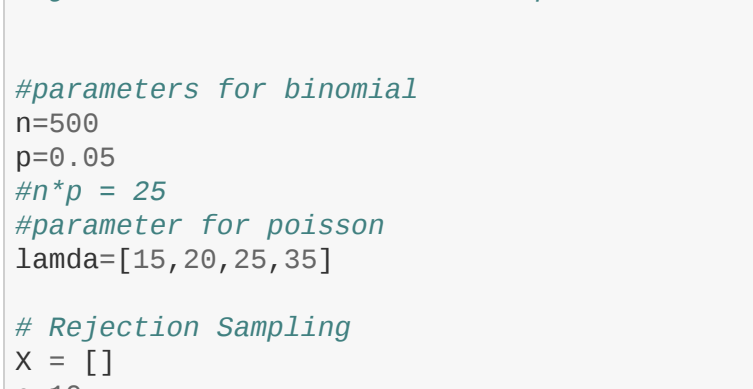 #parameters for binomial
n=500
p=0.05
#n*p = 25
#parameter for poisson
lamda=[15,20,25,35]
# Rejection Sampling
X = []